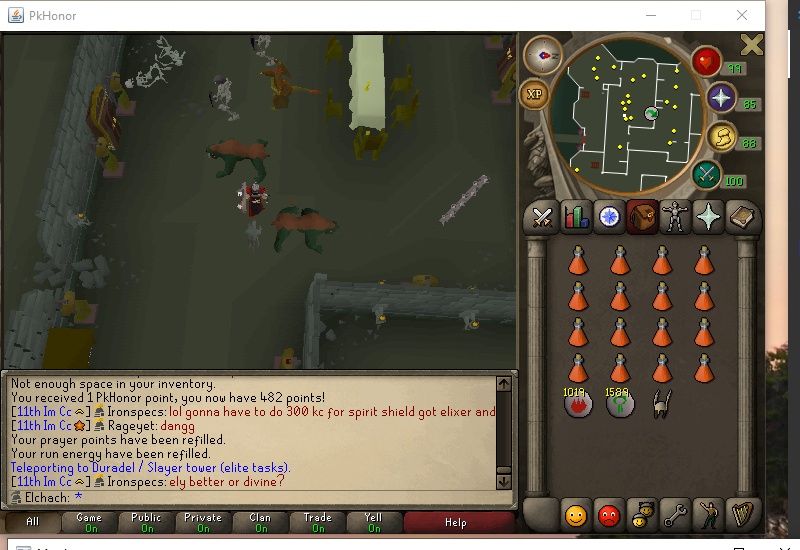 PkHonor
XP
N
99
85
88
100
1019
1589
Not enough space in your inventory.
You received 1 PkHonor point, you now have 482 points!
[11th Im Cc] Ironspecs: lol gonna have to do 300 kc for spirit shield got elixer and
[11th Im Cc] Rageyet: dangg
Your prayer points have been refilled.
Your run energy have been refilled.
Teleporting to Duradel / Slayer tower (elite tasks).
[11th Im Cc] Ironspecs: ely better or divine?
Elchach: *
All
Game On
Public On
Private On
Clan On
Trade On
Yell On
Help